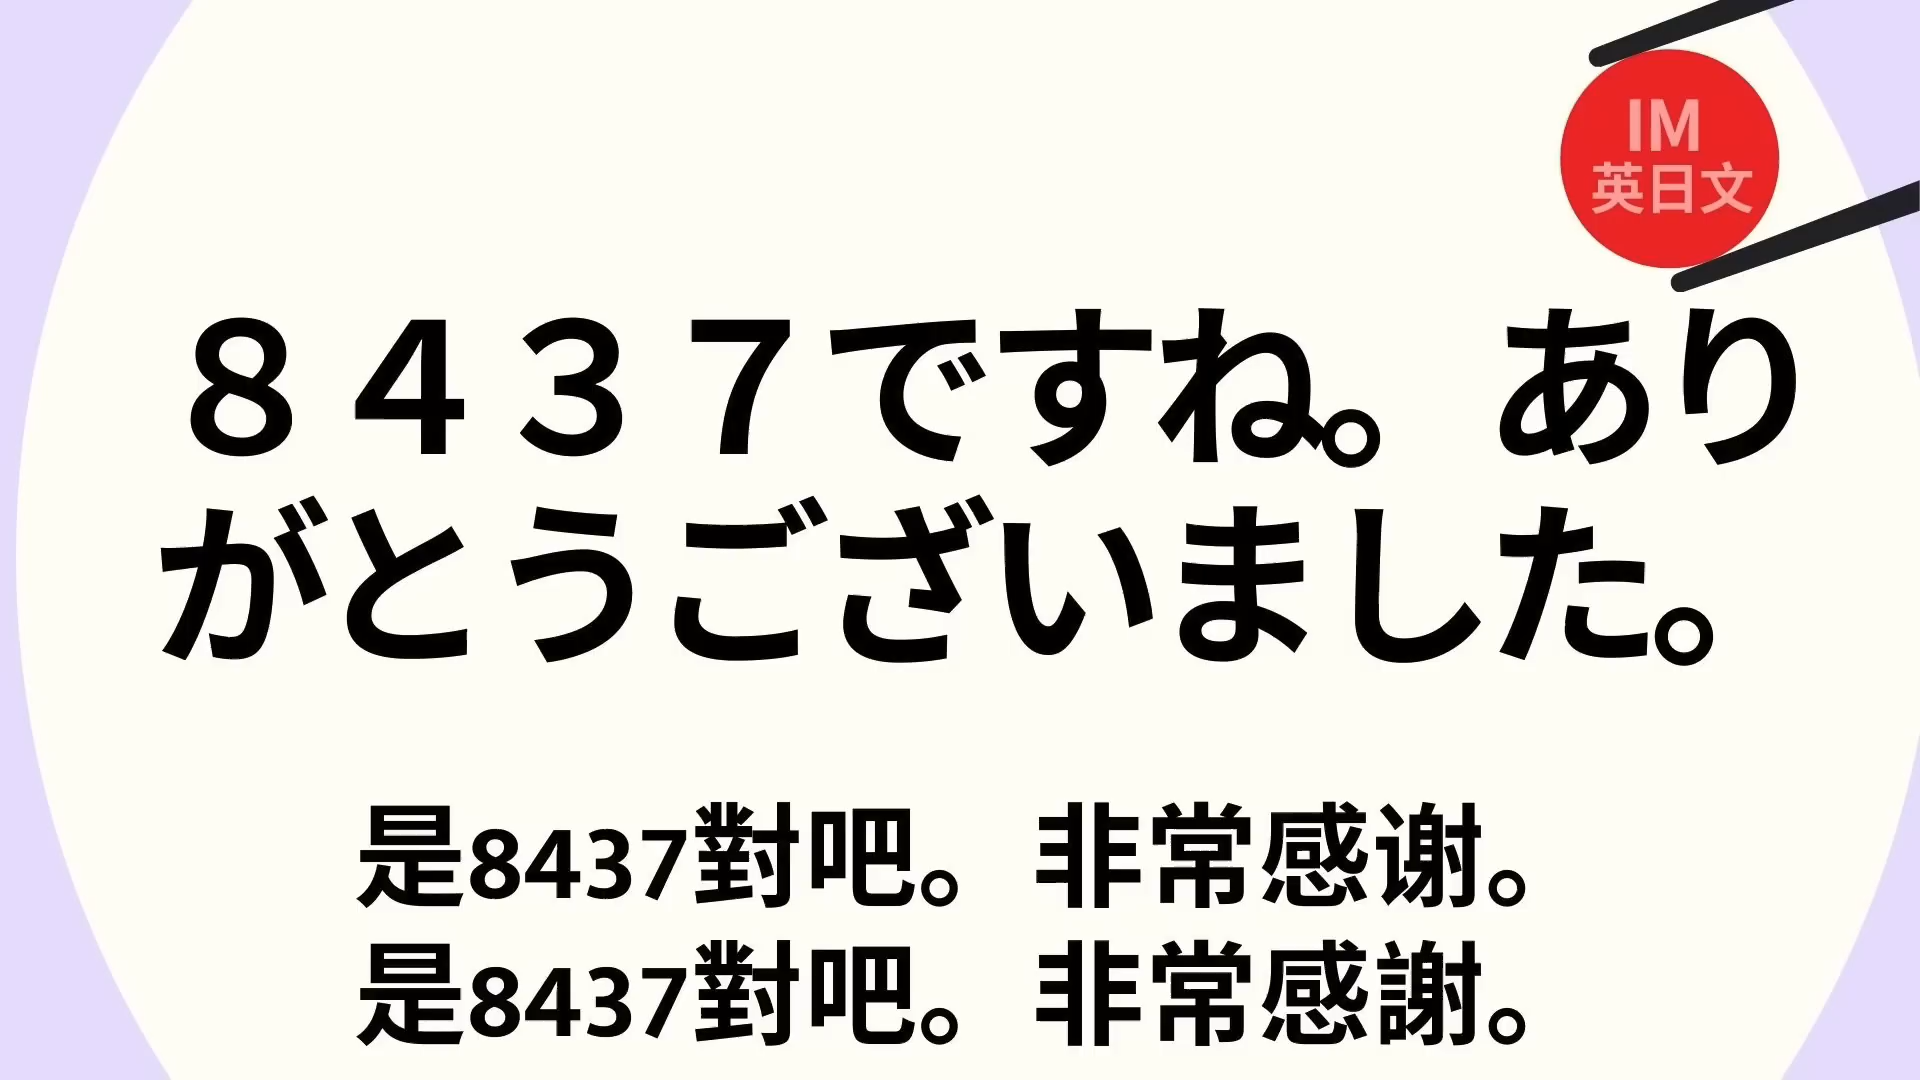 IM
英日文
８４３７ですね。あり
がとうございました。
是8437對吧。非常感谢。
是8437對吧。非常感謝。